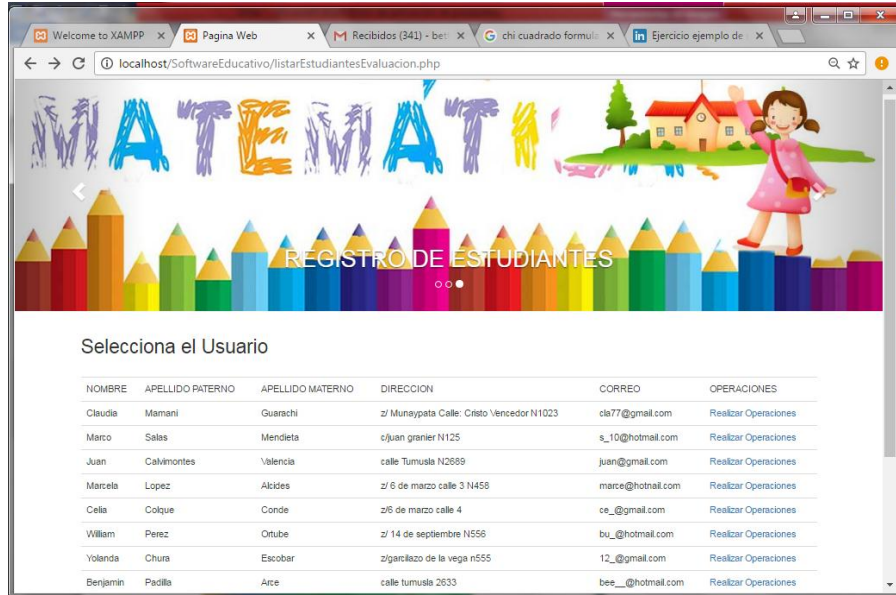 Welcome to XAMPP
Pagina Web
Recibidos (341) - bet
chi cuadrado formula
Ejercicio ejemplo de
localhost/SoftwareEducativo/listarEstudiantesEvaluacion.php
MATEMÁTI
REGISTRO DE ESTUDIANTES
Selecciona el Usuario
NOMBRE APELLIDO PATERNO APELLIDO MATERNO DIRECCION CORREO OPERACIONES
Claudia Mamani Guarachi z/ Munaypata Calle: Cristo Vencedor N1023 cla77@gmail.com Realizar Operaciones
Marco Salas Mendieta c/juan granier N125 s_10@hotmail.com Realizar Operaciones
Juan Calvimontes Valencia calle Tumusla N2689 juan@gmail.com Realizar Operaciones
Marcela Lopez Alcides z/ 6 de marzo calle 3 N458 marce@hotnail.com Realizar Operaciones
Celia Colque Conde z/6 de marzo calle 4 ce_@gmail.com Realizar Operaciones
William Perez Ortube z/ 14 de septiembre N556 bu_@hotmail.com Realizar Operaciones
Yolanda Chura Escobar z/garcilazo de la vega n555 12_@gmail.com Realizar Operaciones
Benjamin Padilla Arce calle tumusla 2633 bee__@hotmail.com Realizar Operaciones